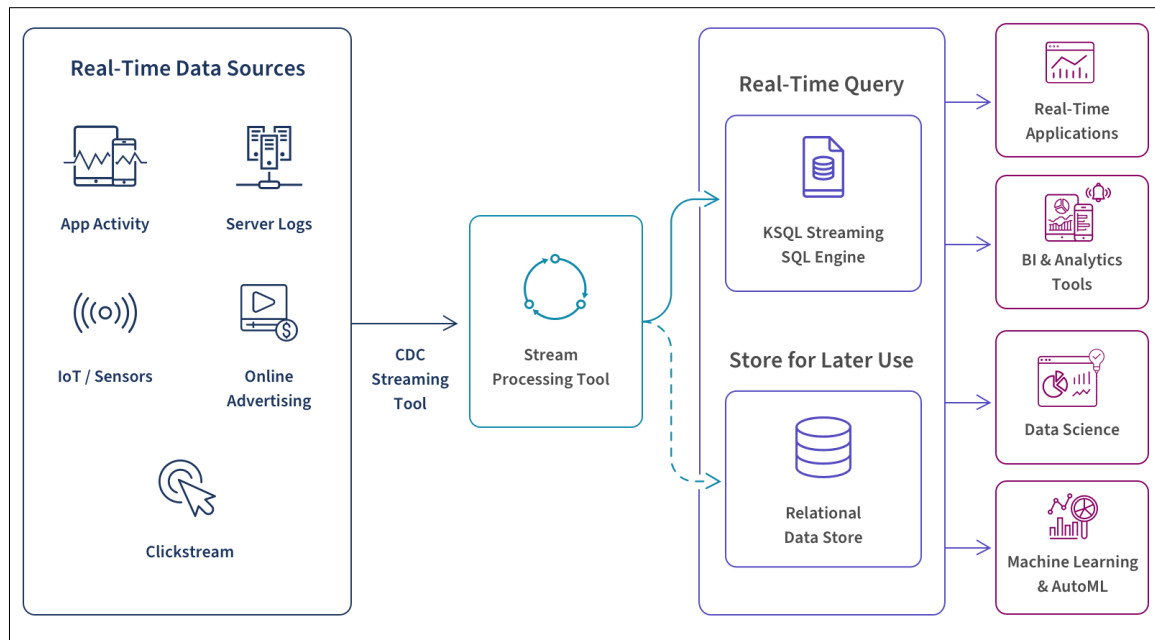 Real-Time Data Sources
App Activity
Server Logs
IoT / Sensors
Online
Advertising
Clickstream
CDC
Streaming
Tool
Stream
Processing Tool
Real-Time Query
KSQL Streaming
SQL Engine
Store for Later Use
Relational
Data Store
Real-Time
Applications
BI & Analytics
Tools
Data Science
Machine Learning
& AutoML